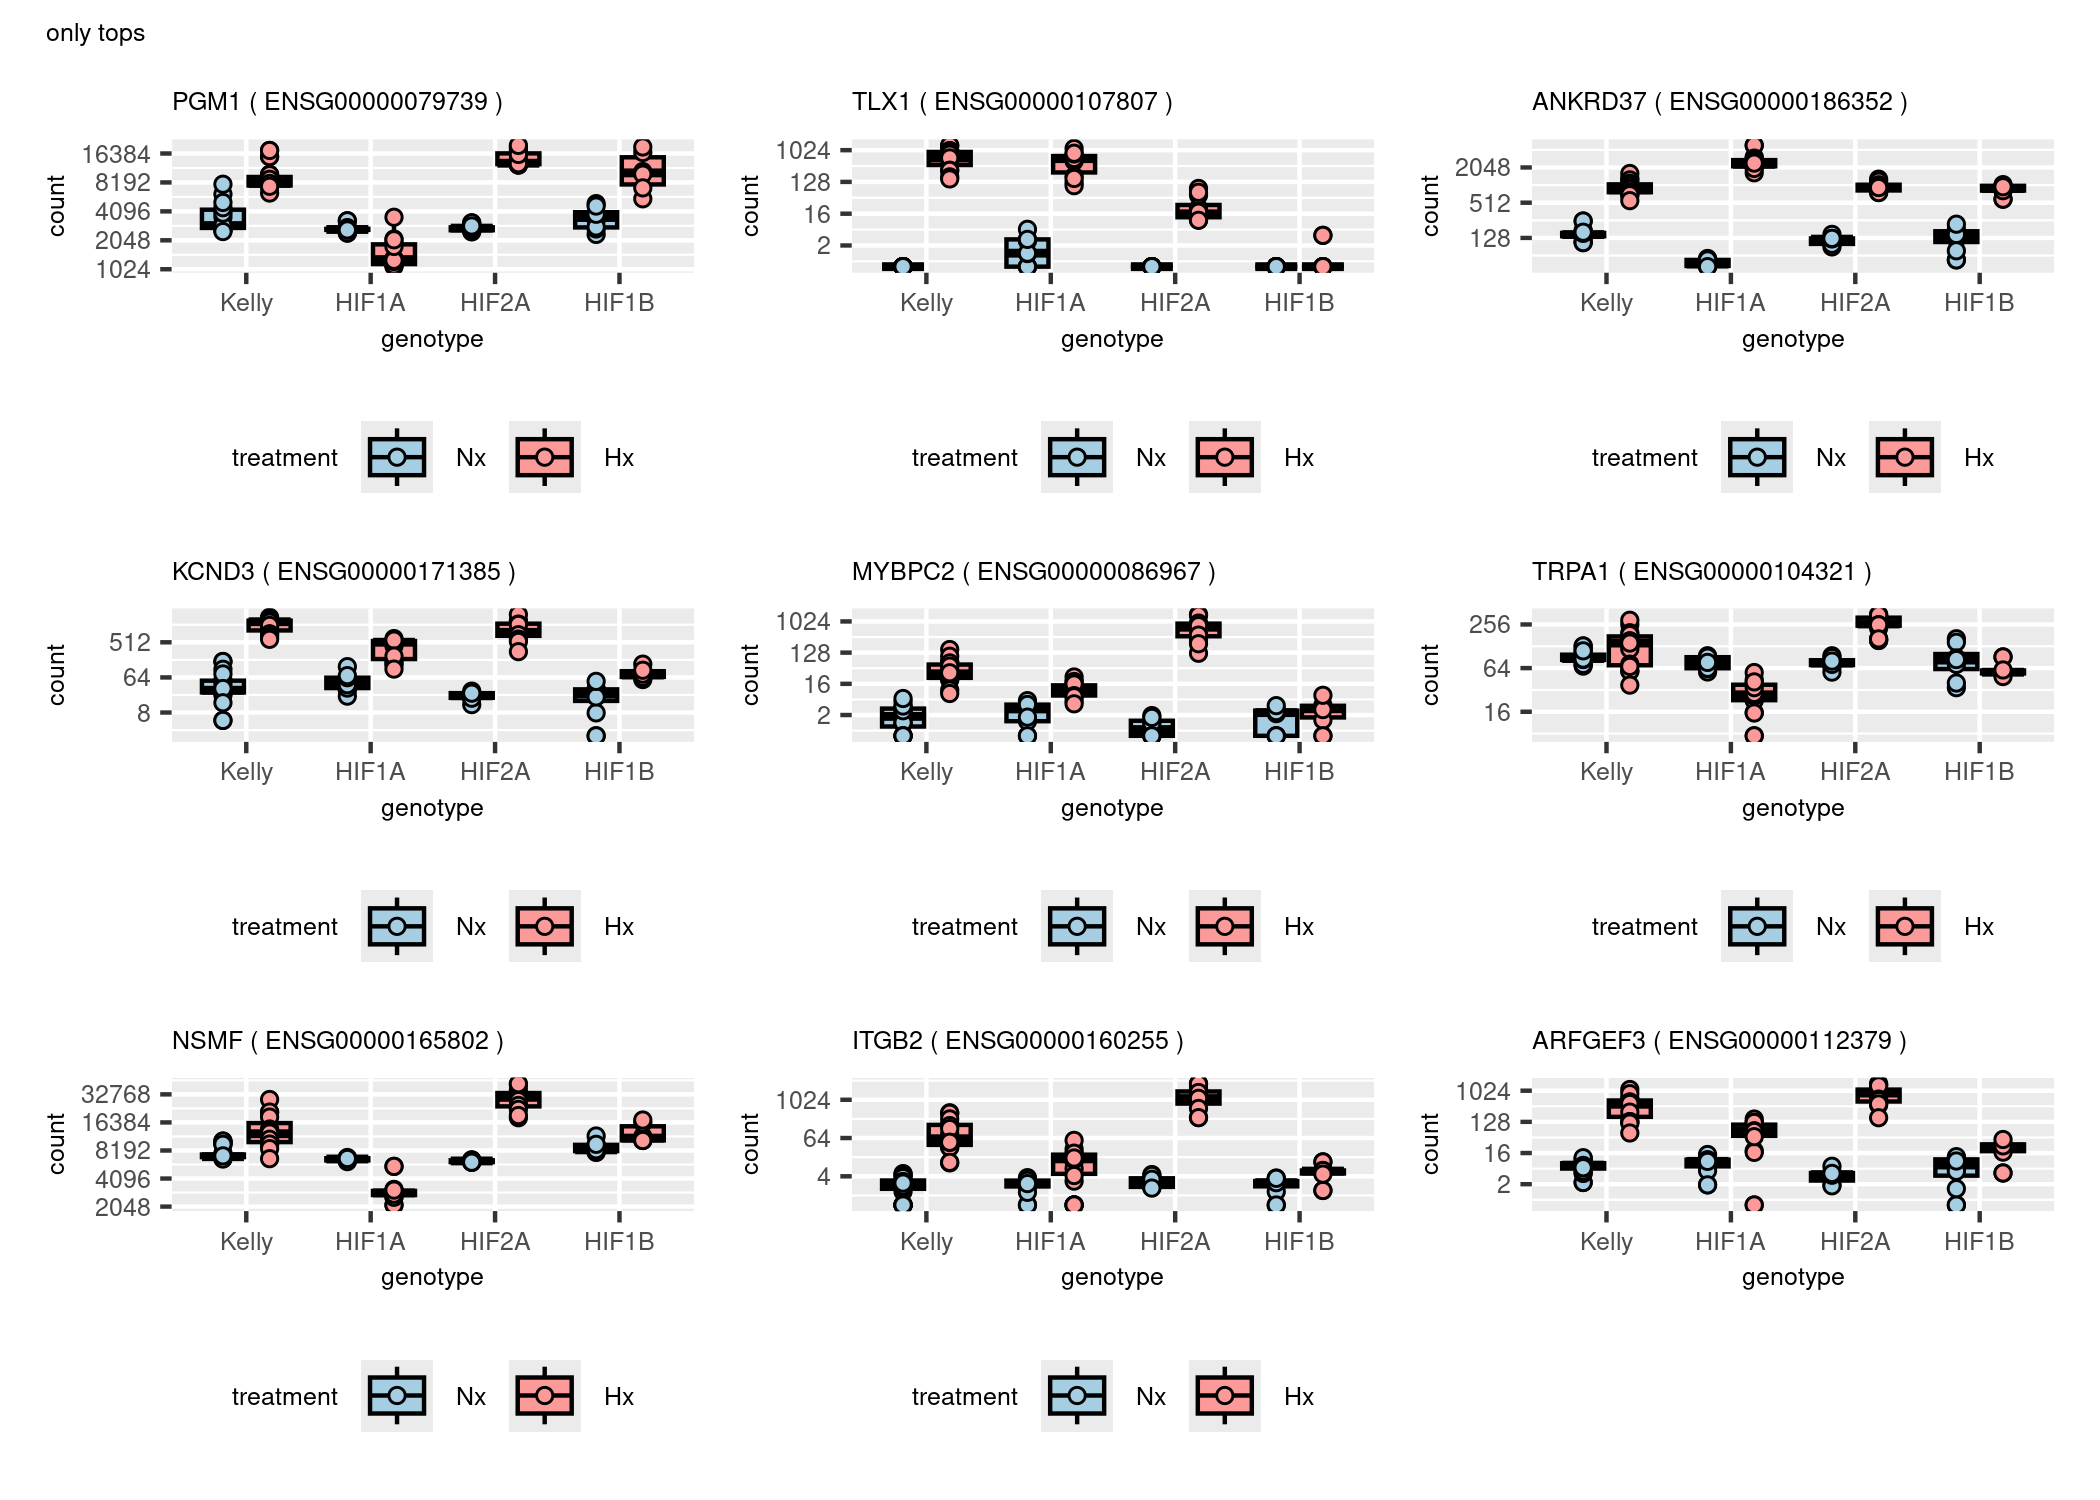 only tops
PGM1 ( ENSG00000079739 )
count
16384
8192
4096
2048
1024
Kelly HIF1A HIF2A HIF1B
genotype
treatment Nx Hx
TLX1 ( ENSG00000107807 )
count
1024
128
16
2
Kelly HIF1A HIF2A HIF1B
genotype
treatment Nx Hx
ANKRD37 ( ENSG00000186352 )
count
2048
512
128
Kelly HIF1A HIF2A HIF1B
genotype
treatment Nx Hx
KCND3 ( ENSG00000171385 )
count
512
64
8
Kelly HIF1A HIF2A HIF1B
genotype
treatment Nx Hx
MYBPC2 ( ENSG00000086967 )
count
1024
128
16
2
Kelly HIF1A HIF2A HIF1B
genotype
treatment Nx Hx
TRPA1 ( ENSG00000104321 )
count
256
64
16
Kelly HIF1A HIF2A HIF1B
genotype
treatment Nx Hx
NSMF ( ENSG00000165802 )
count
32768
16384
8192
4096
2048
Kelly HIF1A HIF2A HIF1B
genotype
treatment Nx Hx
ITGB2 ( ENSG00000160255 )
count
1024
64
4
Kelly HIF1A HIF2A HIF1B
genotype
treatment Nx Hx
ARFGEF3 ( ENSG00000112379 )
count
1024
128
16
2
Kelly HIF1A HIF2A HIF1B
genotype